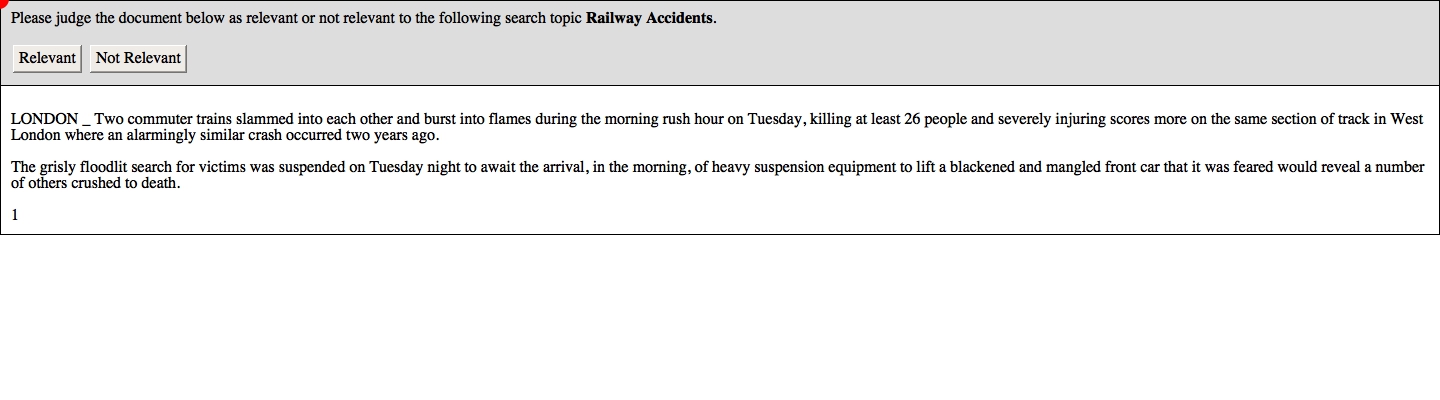 Please judge the document below as relevant or not relevant to the following search topic Railway Accidents.
Relevant Not Relevant
LONDON _ Two commuter trains slammed into each other and burst into flames during the morning rush hour on Tuesday, killing at least 26 people and severely injuring scores more on the same section of track in West
London where an alarmingly similar crash occurred two years ago.
The grisly floodlit search for victims was suspended on Tuesday night to await the arrival, in the morning, of heavy suspension equipment to lift a blackened and mangled front car that it was feared would reveal a number
of others crushed to death.
1